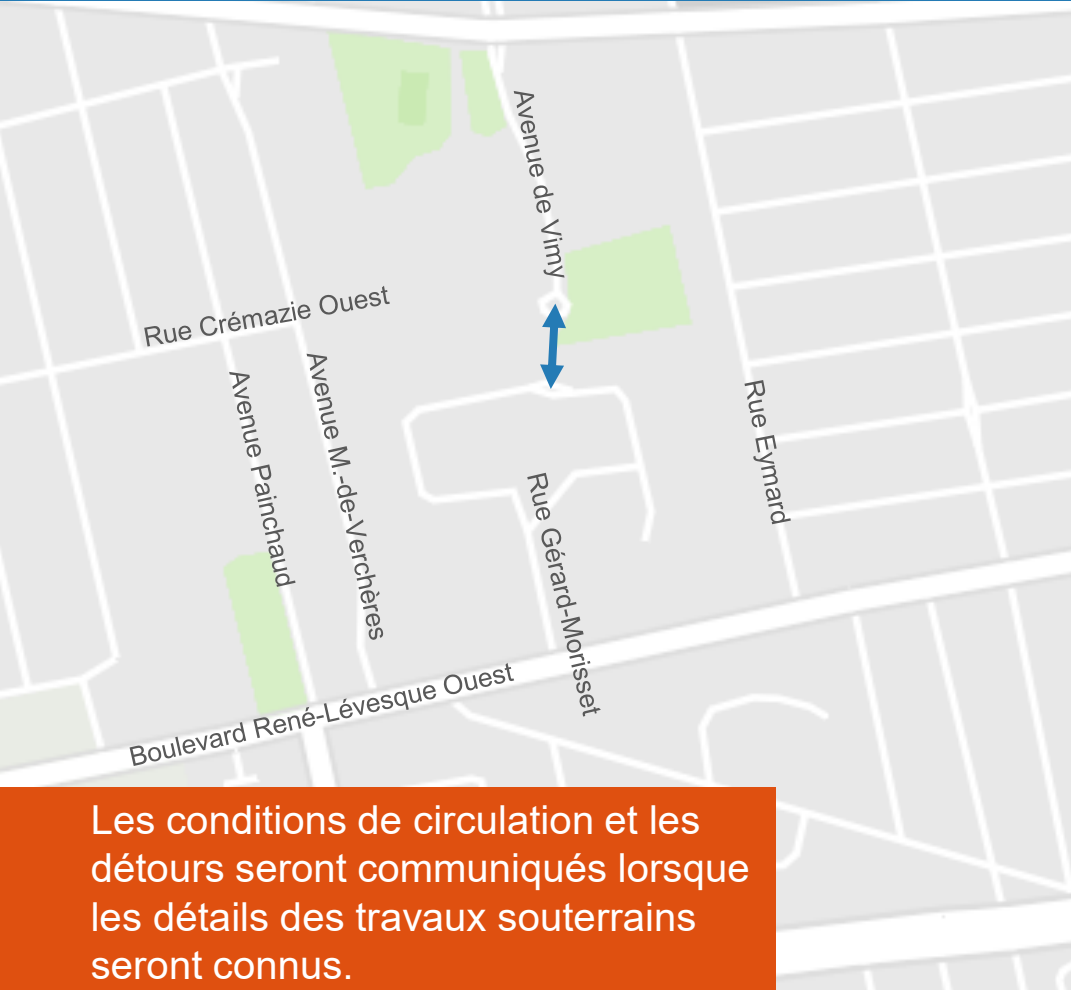 Avenue de Vimy
Rue Crémazie Ouest
Avenue Painchaud
Avenue M.-de-Verchères
Rue Eymard
Rue Gérard-Morisset
Boulevard René-Lévesque Ouest
Les conditions de circulation et les
détours seront communiqués lorsque
les détails des travaux souterrains
seront connus.